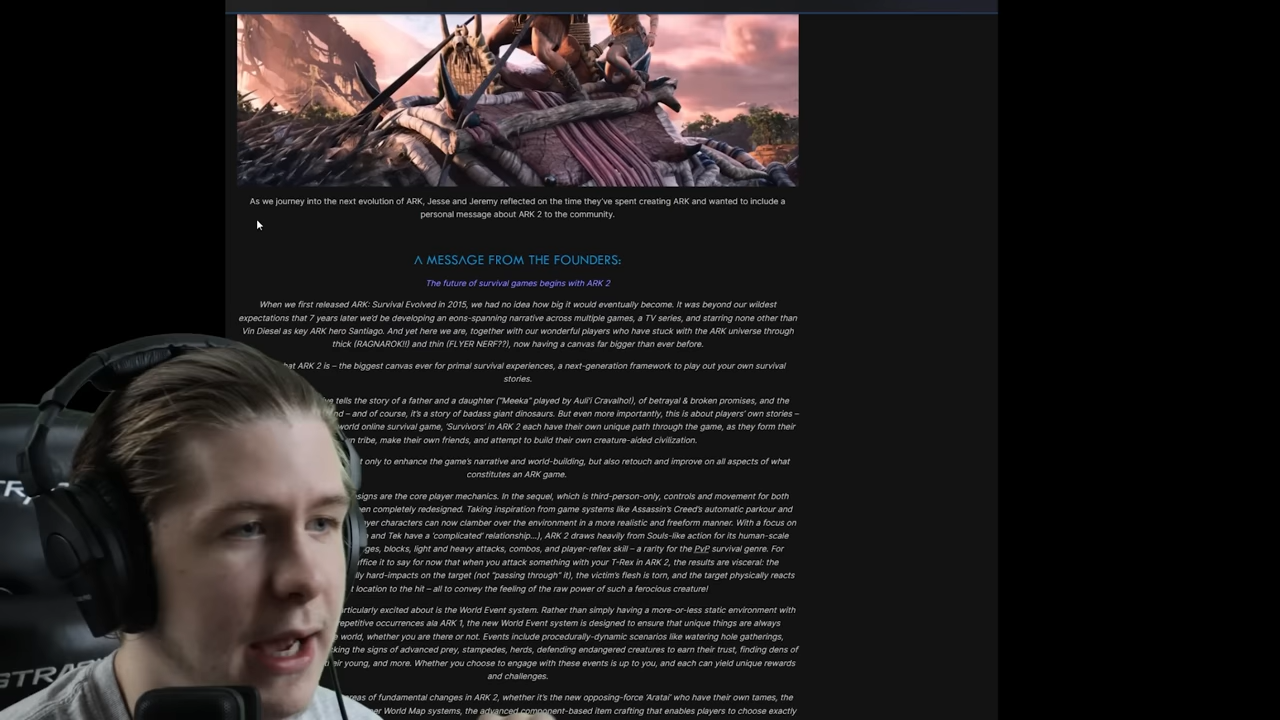 As we journey into the next evolution of ARK, Jesse and Jeremy reflected on the time they've spent creating ARK and wanted to include a
personal message about ARK 2 to the community.
Λ MESSΛGE FROM THE FOUNDERS:
The future of survival games begins with ARK 2
When we first released ARK: Survival Evolved in 2015, we had no idea how big it would eventually become. It was beyond our wildest
expectations that 7 years later we'd be developing an eons-spanning narrative across multiple games, a TV series, and starring none other than
Vin Diesel as key ARK hero Santiago. And yet here we are, together with our wonderful players who have stuck with the ARK universe through
thick (RAGNAROK!!) and thin (FLYER NERF??), now having a canvas far bigger than ever before.
ARK 2 is – the biggest canvas ever for primal survival experiences, a next-generation framework to play out your own survival
stories.
tells the story of a father and a daughter ("Meeka" played by Auli'i Cravalho!), of betrayal & broken promises, and the
– and of course, it's a story of badass giant dinosaurs. But even more importantly, this is about players' own stories –
world online survival game, 'Survivors' in ARK 2 each have their own unique path through the game, as they form their
tribe, make their own friends, and attempt to build their own creature-aided civilization.
only to enhance the game's narrative and world-building, but also retouch and improve on all aspects of what
constitutes an ARK game.
are the core player mechanics. In the sequel, which is third-person-only, controls and movement for both
completely redesigned. Taking inspiration from game systems like Assassin's Creed's automatic parkour and
characters can now clamber over the environment in a more realistic and freeform manner. With a focus on
and Tek have a 'complicated' relationship...), ARK 2 draws heavily from Souls-like action for its human-scale
blocks, light and heavy attacks, combos, and player-reflex skill – a rarity for the PvP survival genre. For
it to say for now that when you attack something with your T-Rex in ARK 2, the results are visceral: the
hard-impacts on the target (not "passing through" it), the victim's flesh is torn, and the target physically reacts
location to the hit – all to convey the feeling of the raw power of such a ferocious creature!
excited about is the World Event system. Rather than simply having a more-or-less static environment with
repetitive occurrences ala ARK 1, the new World Event system is designed to ensure that unique things are always
world, whether you are there or not. Events include procedurally-dynamic scenarios like watering hole gatherings,
the signs of advanced prey, stampedes, herds, defending endangered creatures to earn their trust, finding dens of
young, and more. Whether you choose to engage with these events is up to you, and each can yield unique rewards
and challenges.
areas of fundamental changes in ARK 2, whether it's the new opposing-force 'Aratai' who have their own tames, the
World Map systems, the advanced component-based item crafting that enables players to choose exactly